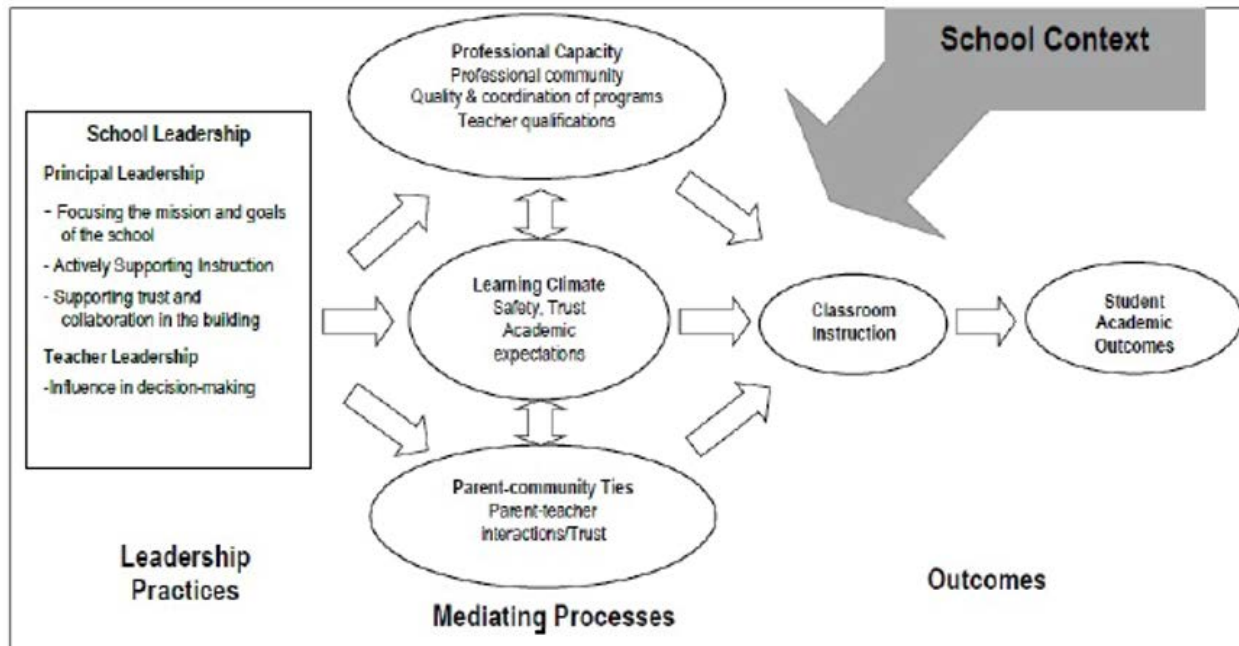 School Context
Professional Capacity
Professional community
Quality & coordination of programs
Teacher qualifications
School Leadership
Principal Leadership
- Focusing the mission and goals
of the school
- Actively Supporting Instruction
- Supporting trust and
collaboration in the building
Teacher Leadership
-Influence in decision-making
Learning Climate
Safety, Trust
Academic
expectations
Classroom
Instruction
Student
Academic
Outcomes
Parent-community Ties
Parent-teacher
interactions/Trust
Leadership
Practices
Mediating Processes
Outcomes